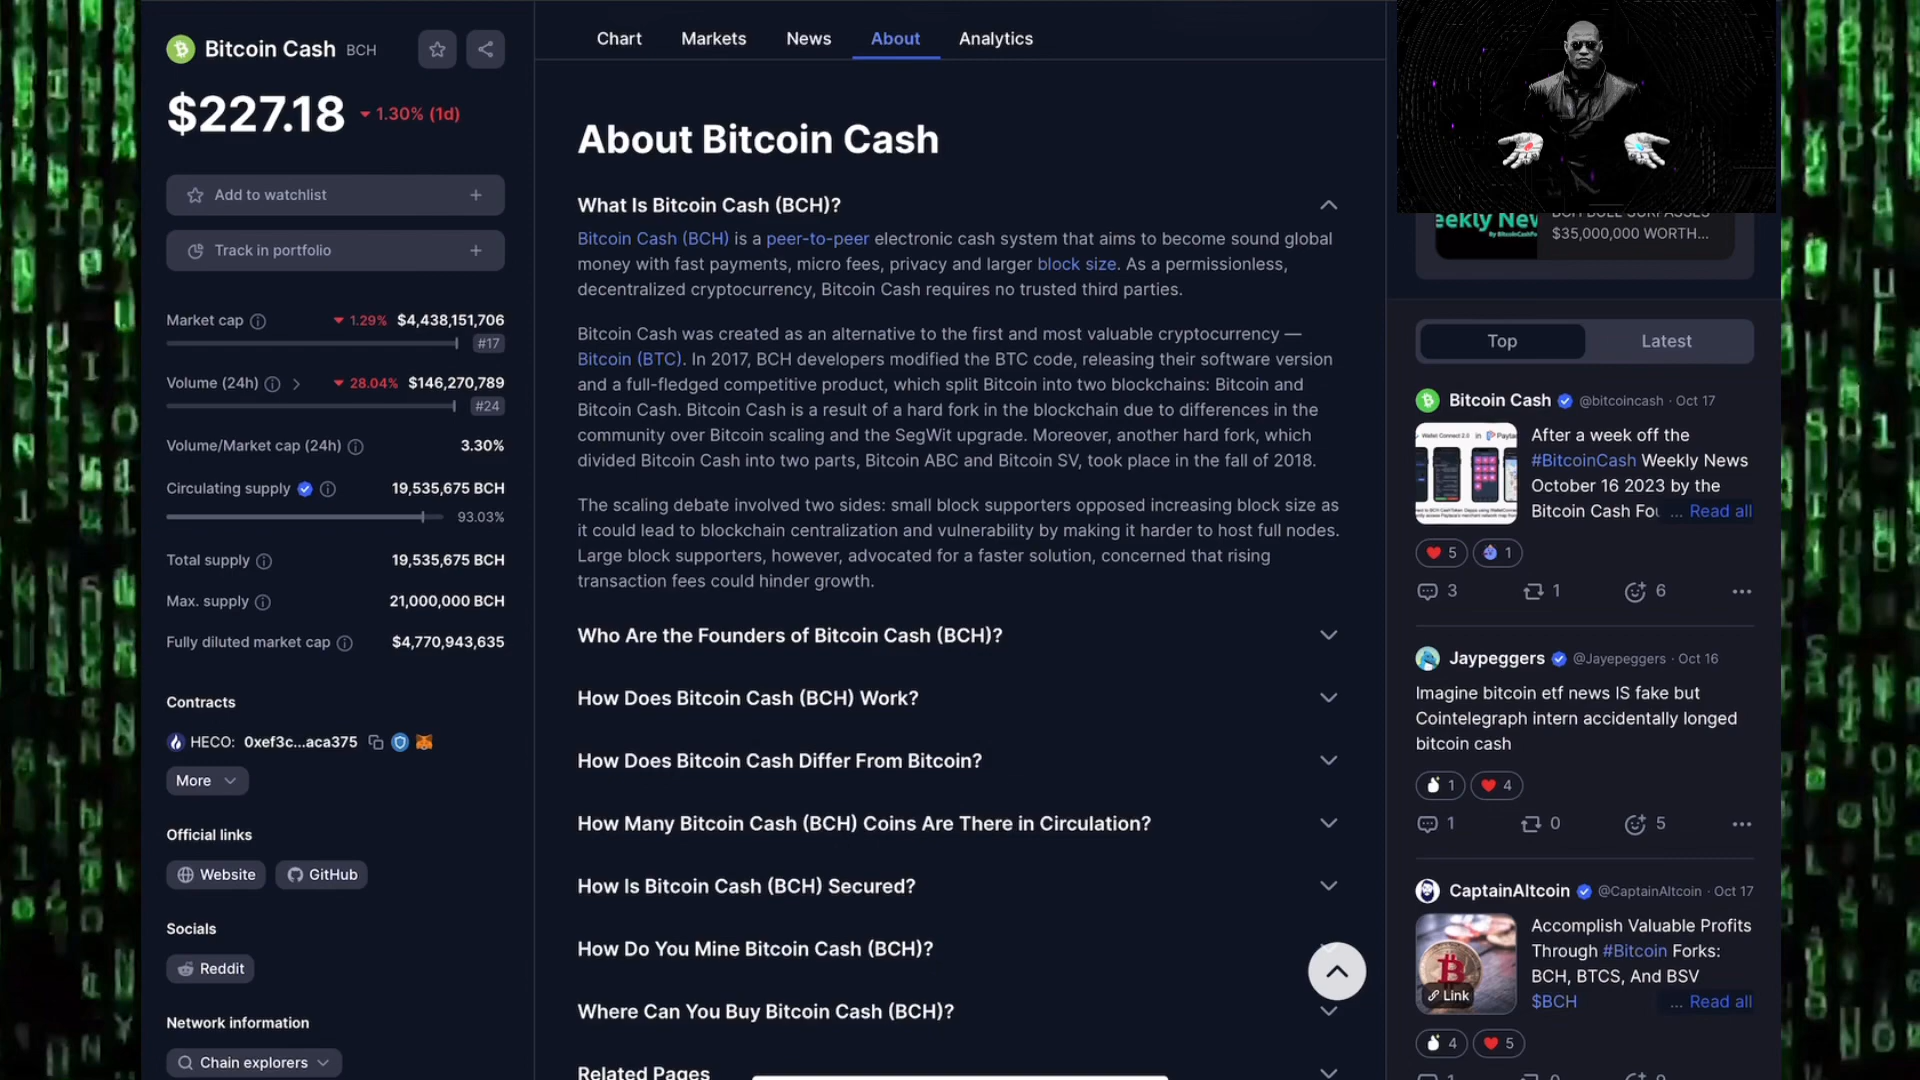 Bitcoin Cash BCH
$227.18 1.30% (1d)
Add to watchlist
Track in portfolio
Market cap 1.29% $4,438,151,706
#17
Volume (24h) 28.04% $146,270,789
#24
Volume/Market cap (24h) 3.30%
Circulating supply 19,535,675 BCH
93.03%
Total supply 19,535,675 BCH
Max. supply 21,000,000 BCH
Fully diluted market cap $4,770,943,635
Contracts
HECO: 0xef3c...aca375
More
Official links
Website GitHub
Socials
Reddit
Network information
Chain explorers
Chart Markets News About Analytics
About Bitcoin Cash
What Is Bitcoin Cash (BCH)?
Bitcoin Cash (BCH) is a peer-to-peer electronic cash system that aims to become sound global
money with fast payments, micro fees, privacy and larger block size. As a permissionless,
decentralized cryptocurrency, Bitcoin Cash requires no trusted third parties.
Bitcoin Cash was created as an alternative to the first and most valuable cryptocurrency —
Bitcoin (BTC). In 2017, BCH developers modified the BTC code, releasing their software version
and a full-fledged competitive product, which split Bitcoin into two blockchains: Bitcoin and
Bitcoin Cash. Bitcoin Cash is a result of a hard fork in the blockchain due to differences in the
community over Bitcoin scaling and the SegWit upgrade. Moreover, another hard fork, which
divided Bitcoin Cash into two parts, Bitcoin ABC and Bitcoin SV, took place in the fall of 2018.
The scaling debate involved two sides: small block supporters opposed increasing block size as
it could lead to blockchain centralization and vulnerability by making it harder to host full nodes.
Large block supporters, however, advocated for a faster solution, concerned that rising
transaction fees could hinder growth.
Who Are the Founders of Bitcoin Cash (BCH)?
How Does Bitcoin Cash (BCH) Work?
How Does Bitcoin Cash Differ From Bitcoin?
How Many Bitcoin Cash (BCH) Coins Are There in Circulation?
How Is Bitcoin Cash (BCH) Secured?
How Do You Mine Bitcoin Cash (BCH)?
Where Can You Buy Bitcoin Cash (BCH)?
Related Pages
BCH BULL SURPASSES
$35,000,000 WORTH...
Top Latest
Bitcoin Cash @bitcoincash · Oct 17
After a week off the
#BitcoinCash Weekly News
October 16 2023 by the
Bitcoin Cash Fou ... Read all
5 1
3 1 6
Jaypeggers @Jayepeggers · Oct 16
Imagine bitcoin etf news IS fake but
Cointelegraph intern accidentally longed
bitcoin cash
1 4
1 0 5
CaptainAltcoin @CaptainAltcoin · Oct 17
Accomplish Valuable Profits
Through #Bitcoin Forks:
BCH, BTCS, And BSV
$BCH ... Read all
Link
4 5